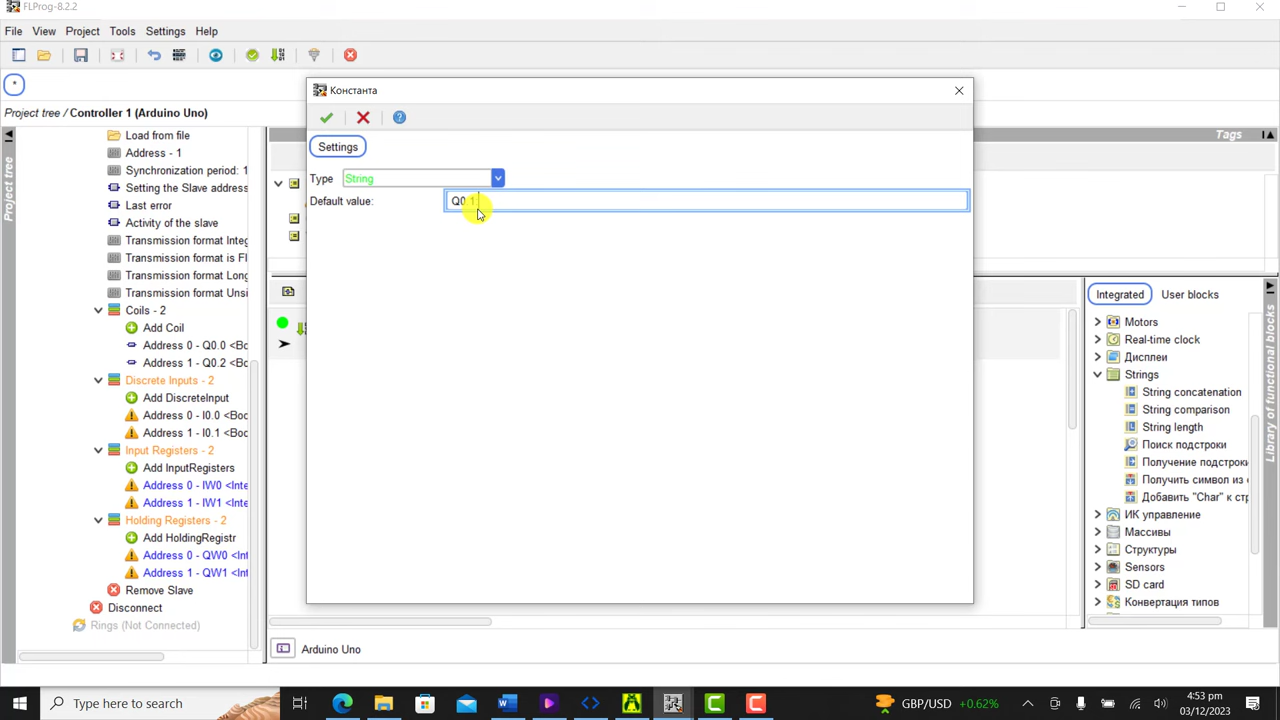 FLProg-8.2.2
File View Project Tools Settings Help
*
Project tree / Controller 1 (Arduino Uno)
Project tree
Load from file
Address - 1
Synchronization period: 1
Setting the Slave address
Last error
Activity of the slave
Transmission format Integ
Transmission format is Fl
Transmission format Long
Transmission format Unsi
Coils - 2
Add Coil
Address 0 - Q0.0 <Bo
Address 1 - Q0.2 <Bo
Discrete Inputs - 2
Add DiscreteInput
Address 0 - I0.0 <Boo
Address 1 - I0.1 <Boo
Input Registers - 2
Add InputRegisters
Address 0 - IW0 <Inte
Address 1 - IW1 <Inte
Holding Registers - 2
Add HoldingRegistr
Address 0 - QW0 <Int
Address 1 - QW1 <Int
Remove Slave
Disconnect
Rings (Not Connected)
Константа
Settings
Type String
Default value: Q0.1
Tags
Arduino Uno
Integrated User blocks
Motors
Real-time clock
Дисплеи
Strings
String concatenation
String comparison
String length
Поиск подстроки
Получение подстроки
Получить символ из с
Добавить "Char" к стр
ИК управление
Массивы
Структуры
Sensors
SD card
Конвертация типов
Library of functional blocks
Type here to search
GBP/USD +0.62%
4:53 pm
03/12/2023